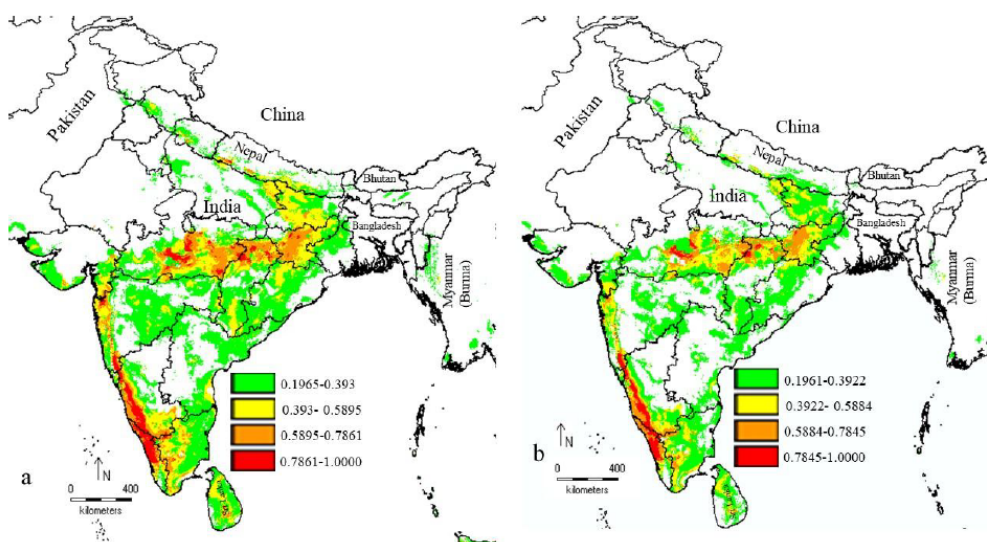 China
Pakistan
Nepal
Bhutan
India
Bangladesh
Myanmar
(Burma)
0.1965-0.393
0.393- 0.5895
0.5895-0.7861
0.7861-1.0000
a
N
0 400
kilometers
China
Pakistan
Nepal
Bhutan
India
Bangladesh
Myanmar
(Burma)
0.1961-0.3922
0.3922- 0.5884
0.5884-0.7845
0.7845-1.0000
b
N
0 400
kilometers